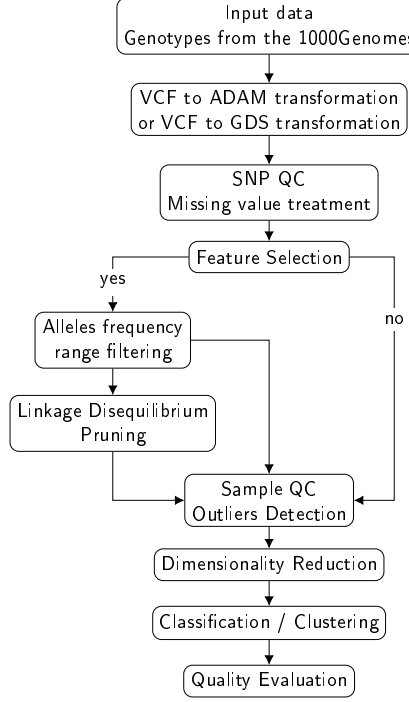 Input data
Genotypes from the 1000Genomes
VCF to ADAM transformation
or VCF to GDS transformation
SNP QC
Missing value treatment
Feature Selection
yes
no
Alleles frequency
range filtering
Linkage Disequilibrium
Pruning
Sample QC
Outliers Detection
Dimensionality Reduction
Classification / Clustering
Quality Evaluation